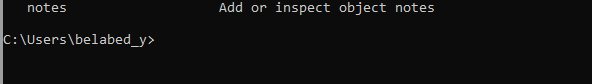 notes                Add or inspect object notes
C:\Users\belabed_y>